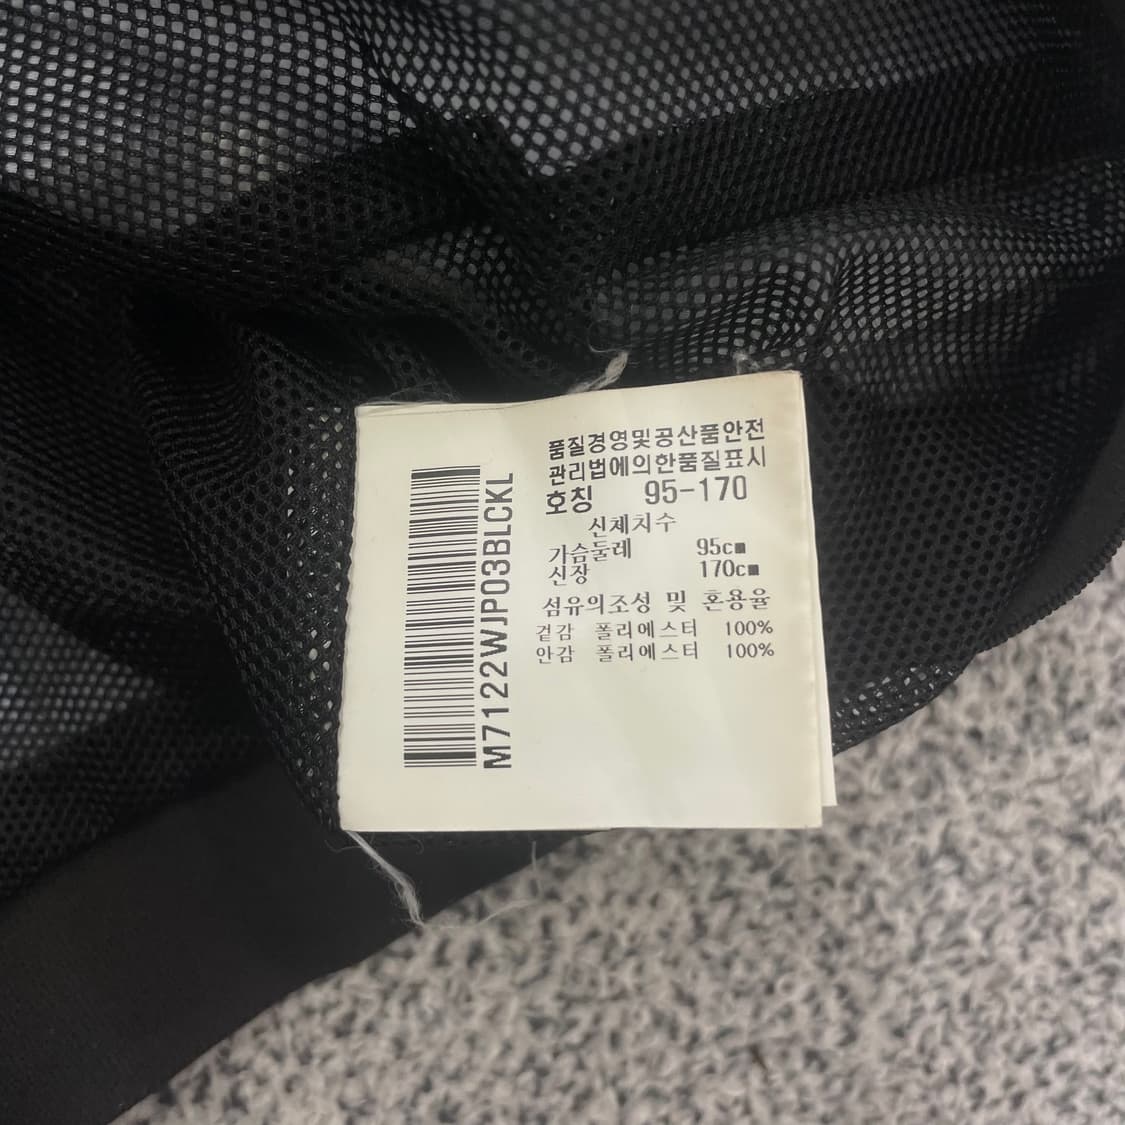 품질경영및공산품안전
관리법에의한품질표시
호칭 95-170
신체치수
가슴둘레 95c■
신장 170c■
섬유의조성 및 혼용율
겉감 폴리에스터 100%
안감 폴리에스터 100%
M7122WJP03BLCKL